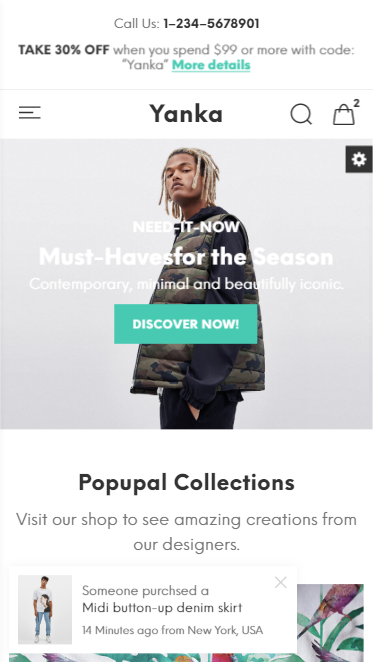 Call Us: 1–234–5678901
TAKE 30% OFF when you spend $99 or more with code:
"Yanka" More details
Yanka
2
NEED-IT-NOW
Must-Havesfor the Season
Contemporary, minimal and beautifully iconic.
DISCOVER NOW!
Popupal Collections
Visit our shop to see amazing creations from
our designers.
Someone purchsed a
Midi button-up denim skirt
14 Minutes ago from New York, USA